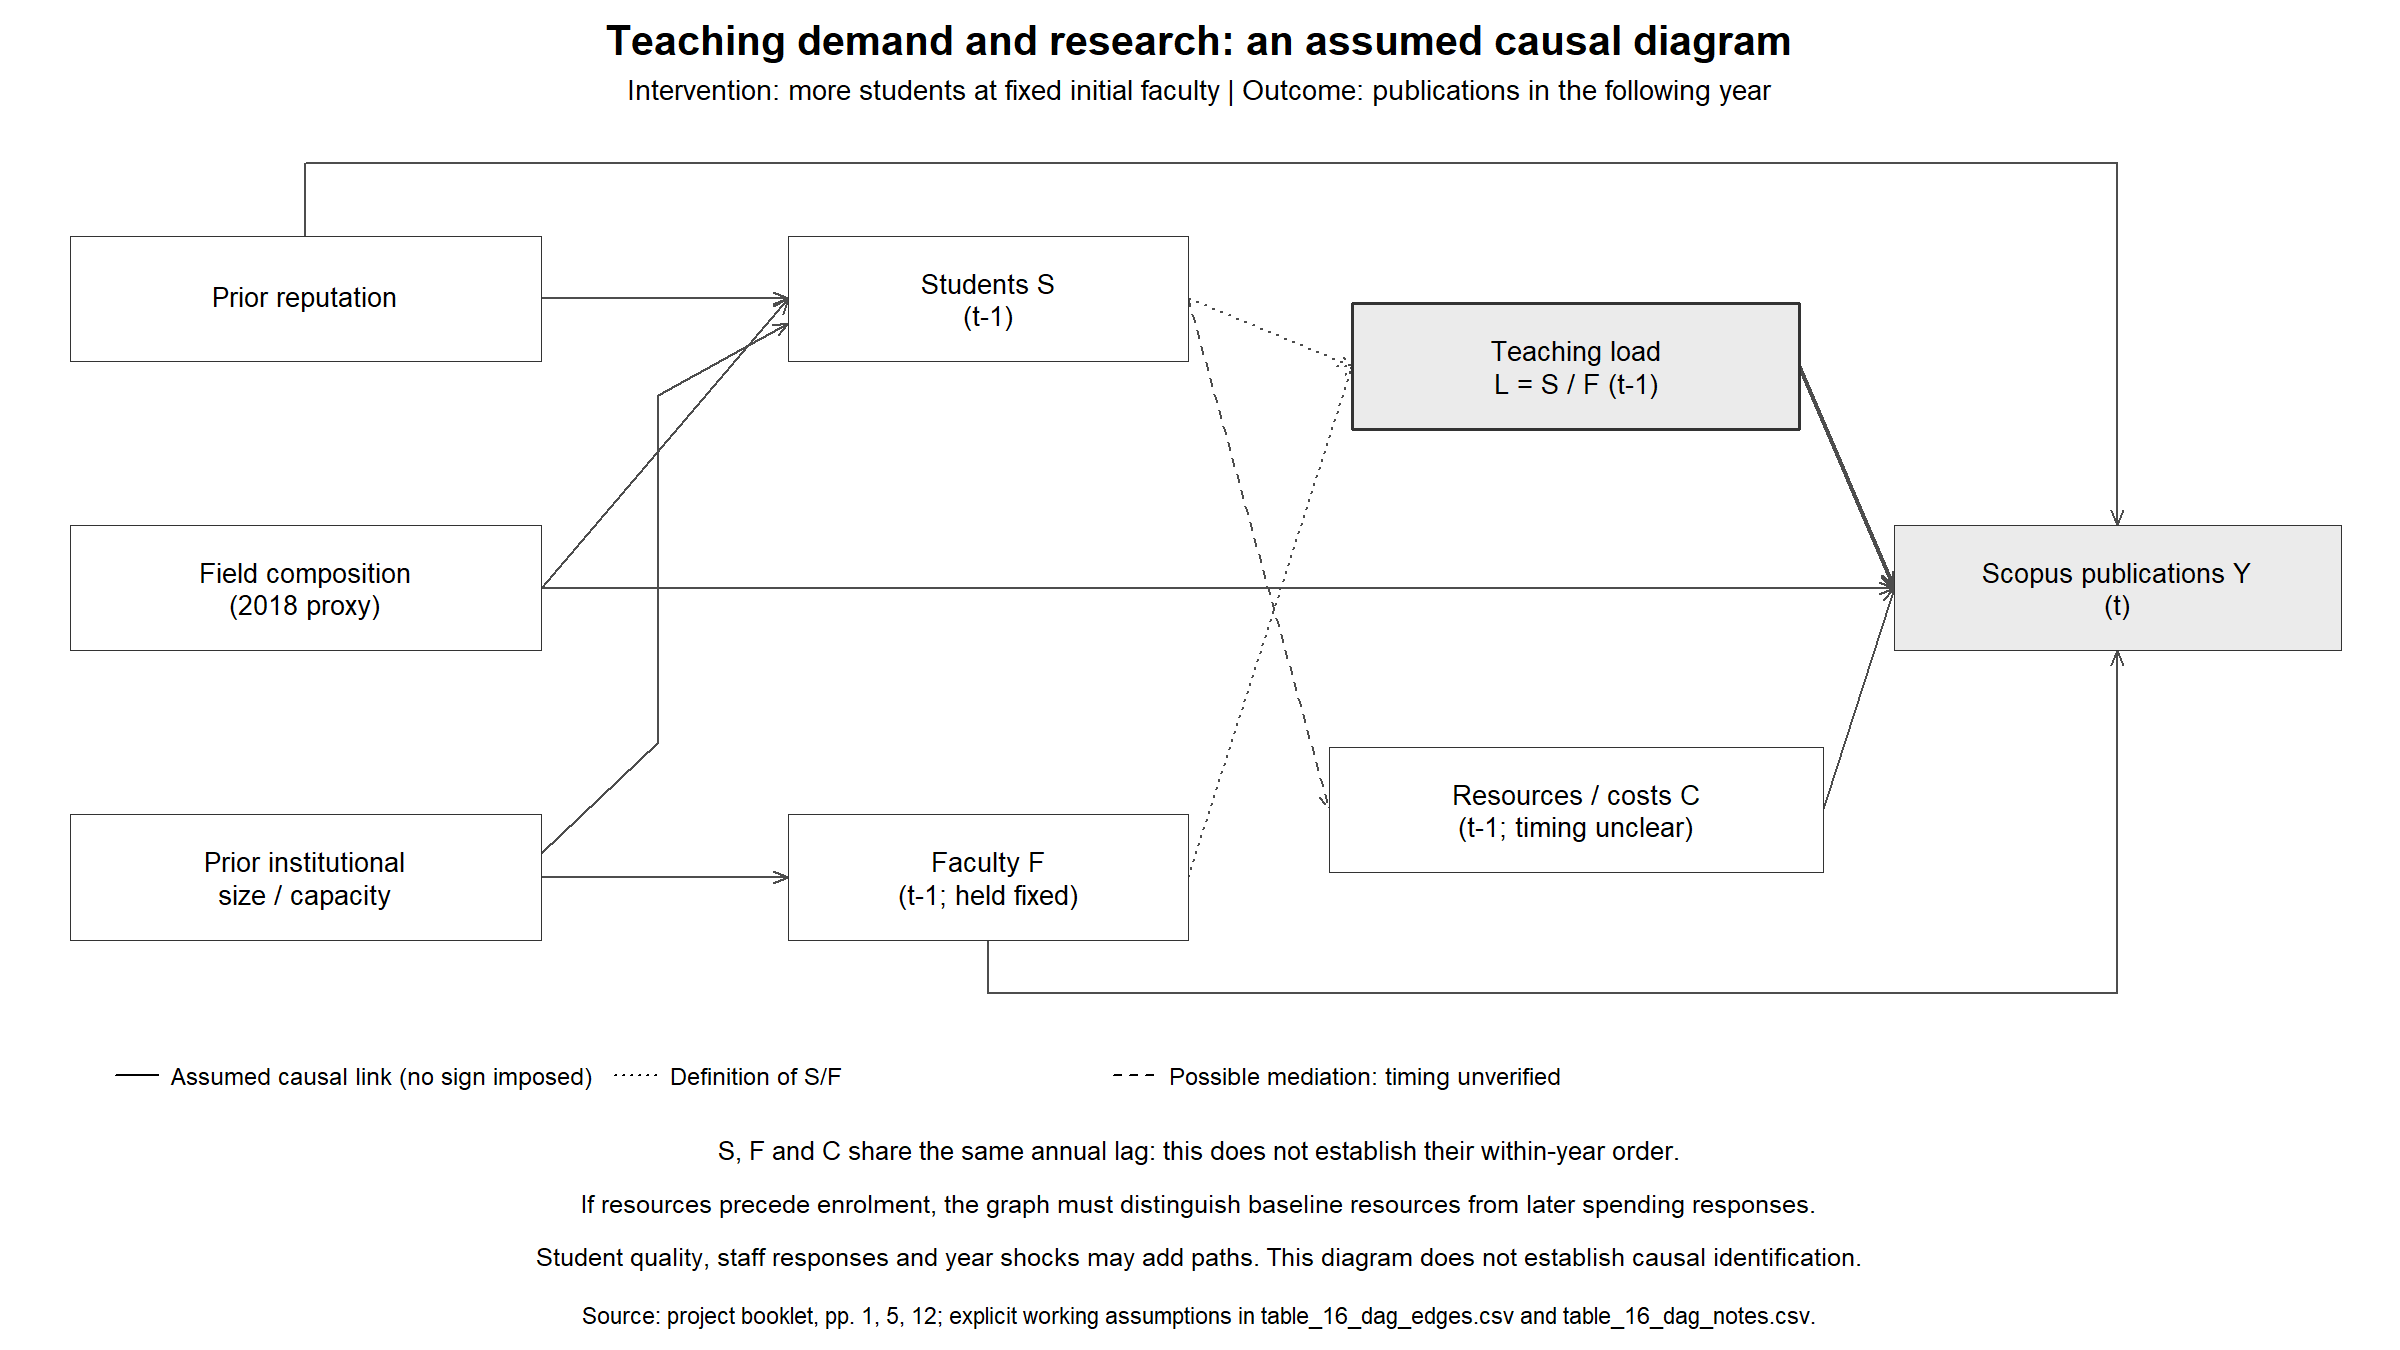 Teaching demand and research: an assumed causal diagram
Intervention: more students at fixed initial faculty | Outcome: publications in the following year
Prior reputation
Students S
(t-1)
Teaching load
L = S / F (t-1)
Field composition
(2018 proxy)
Scopus publications Y
(t)
Resources / costs C
(t-1; timing unclear)
Prior institutional
size / capacity
Faculty F
(t-1; held fixed)
Assumed causal link (no sign imposed)
Definition of S/F
Possible mediation: timing unverified
S, F and C share the same annual lag: this does not establish their within-year order.
If resources precede enrolment, the graph must distinguish baseline resources from later spending responses.
Student quality, staff responses and year shocks may add paths. This diagram does not establish causal identification.
Source: project booklet, pp. 1, 5, 12; explicit working assumptions in table_16_dag_edges.csv and table_16_dag_notes.csv.